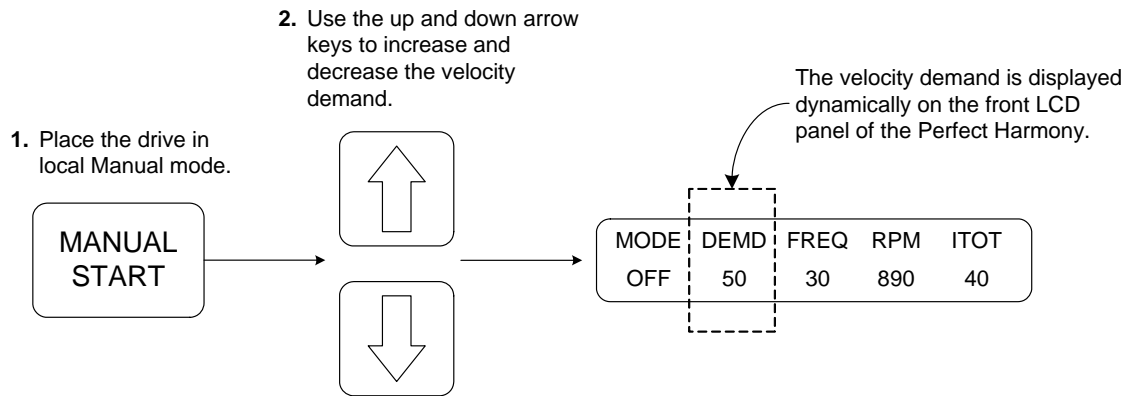 1. Place the drive in
local Manual mode.
MANUAL
START
2. Use the up and down arrow
keys to increase and
decrease the velocity
demand.
The velocity demand is displayed
dynamically on the front LCD
panel of the Perfect Harmony.
MODE DEMD FREQ RPM ITOT
OFF 50 30 890 40